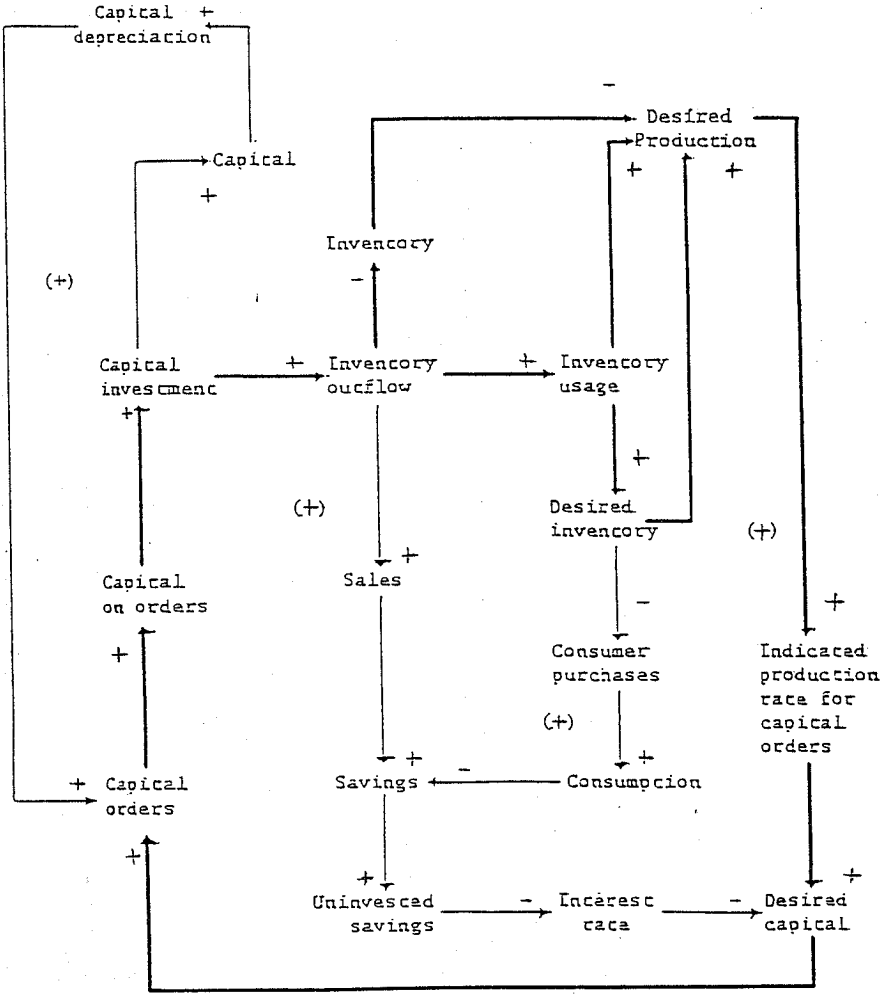 Capital +
depreciation
-
Desired
Production
+ +
Capital
+
Inventory
-
(+)
Capital
investment
+
+ Inventory
outflow
+ Inventory
usage
+
Desired
inventory
(+)
(+)
+
Sales
Capital
on orders
+
-
+
Consumer
purchases
Indicated
production
rate for
capital
orders
(+)
+
+
Savings
-
Consumption
+ Capital
orders
+
+
Uninvested
savings
- Interest
rate
- Desired
capital
+